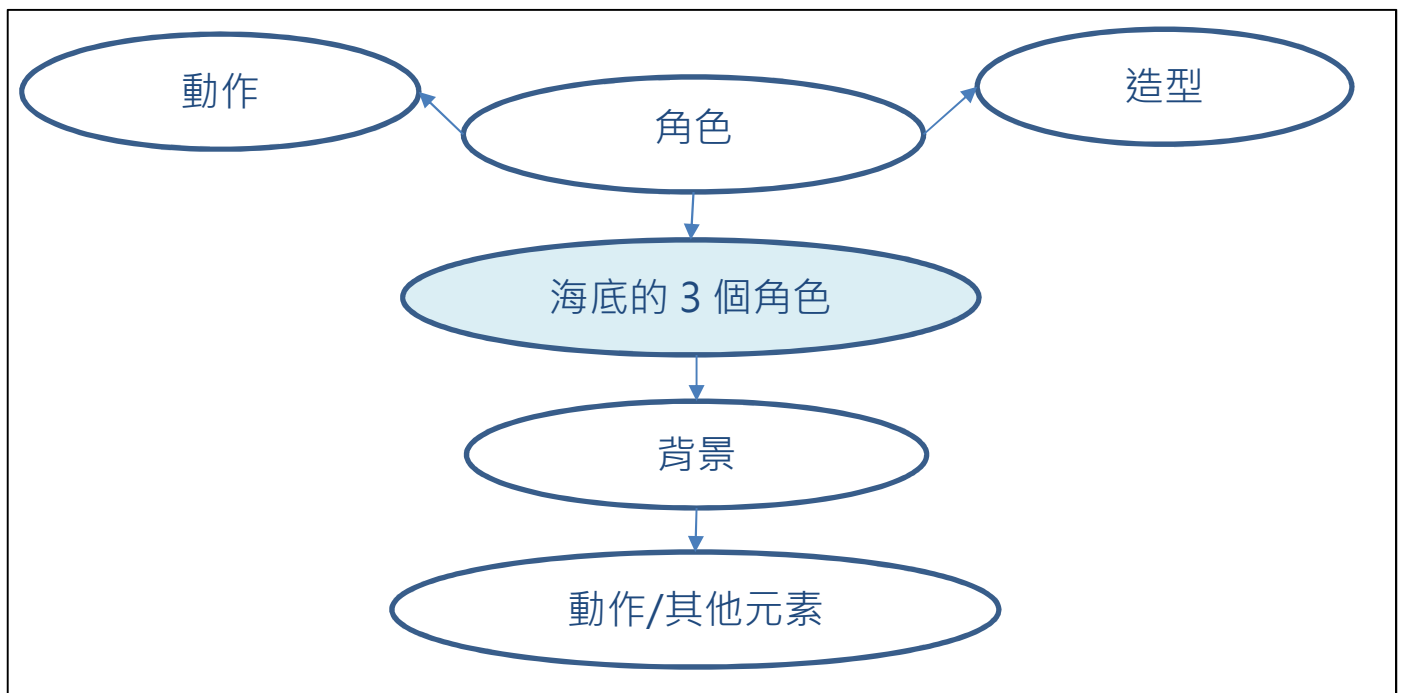 動作
角色
造型
海底的 3 個角色
背景
動作/其他元素